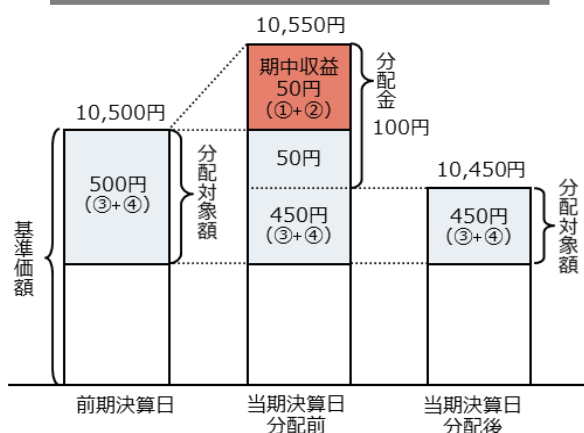 10,550円
期中収益
50円
(①+②)
分配金
100円
10,500円
50円
10,450円
500円
(③+④)
分配対象額
450円
(③+④)
450円
(③+④)
分配対象額
基準価額
前期決算日
当期決算日
分配前
当期決算日
分配後